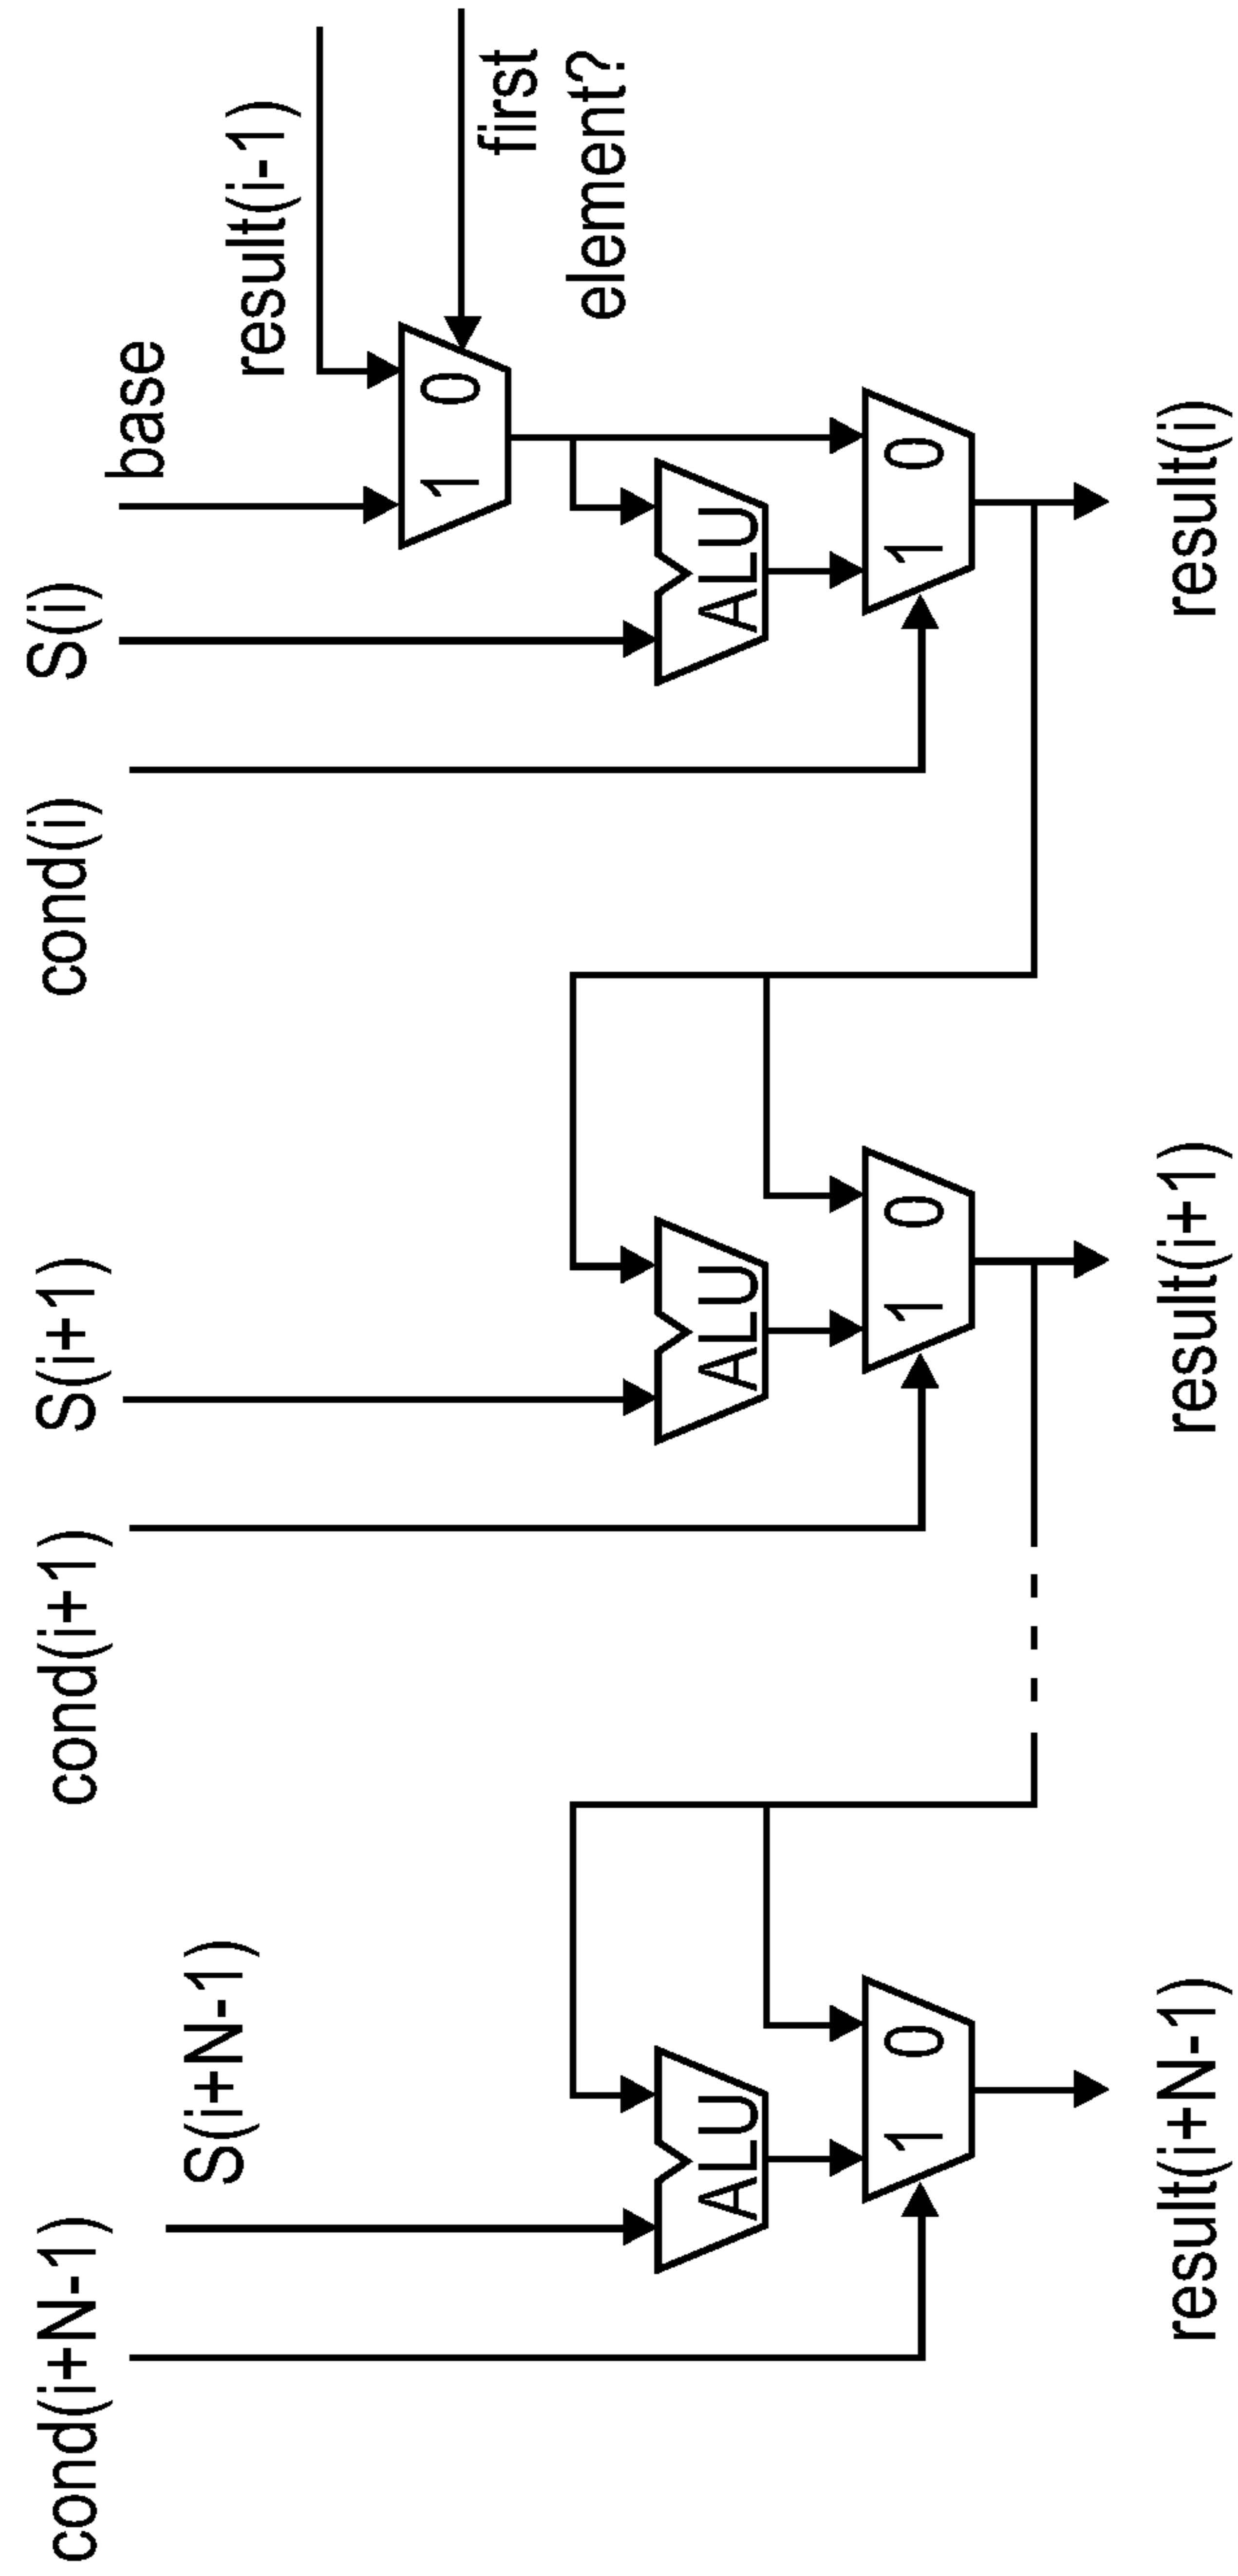 cond(i+N-1)
S(i+N-1)
cond(i+1)
S(i+1)
cond(i)
S(i)
base
result(i-1)
first
element?
1 0
ALU
ALU
ALU
1 0
1 0
1 0
result(i+N-1)
result(i+1)
result(i)